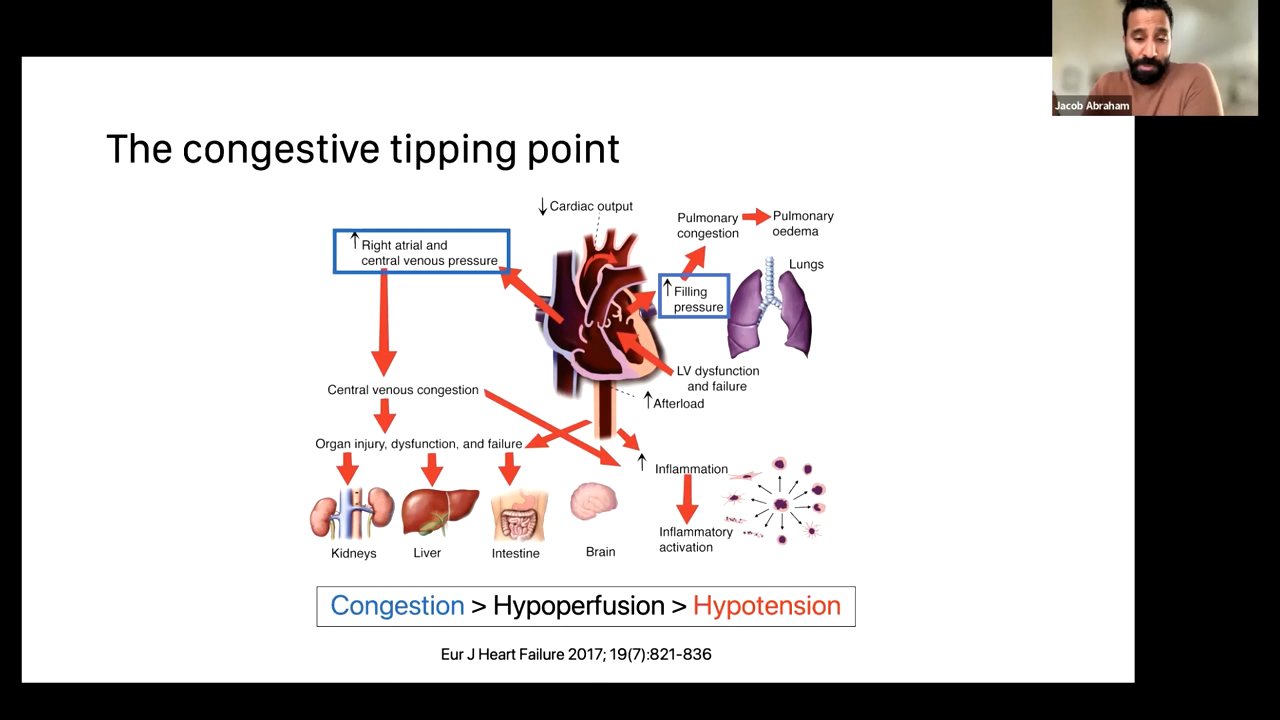 Jacob Abraham
The congestive tipping point
↓ Cardiac output
Pulmonary
congestion
Pulmonary
oedema
↑ Right atrial and
central venous pressure
Lungs
↑ Filling
pressure
LV dysfunction
and failure
↑ Afterload
Central venous congestion
Organ injury, dysfunction, and failure
↑ Inflammation
Inflammatory
activation
Kidneys
Liver
Intestine
Brain
Congestion > Hypoperfusion > Hypotension
Eur J Heart Failure 2017; 19(7):821-836